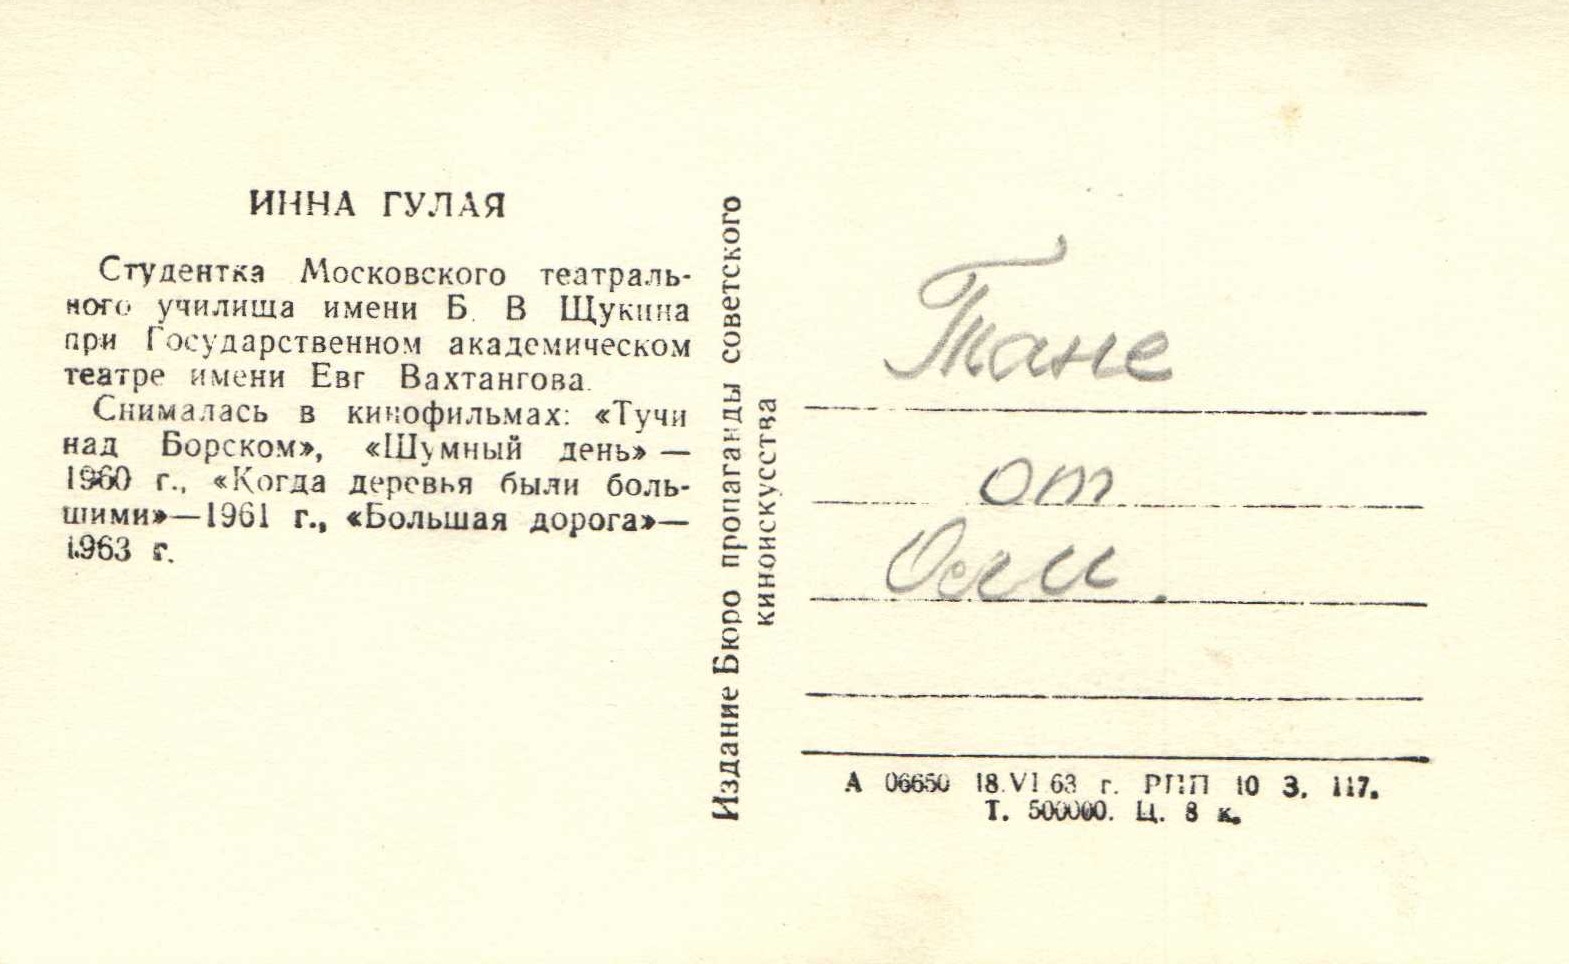 ИННА ГУЛАЯ
Студентка Московского театраль-
ного училища имени Б. В Щукина
при Государственном академическом
театре имени Евг Вахтангова.
Снималась в кинофильмах: «Тучи
над Борском», «Шумный день» —
1960 г., «Когда деревья были боль-
шими»—1961 г., «Большая дорога»—
1963 г.
Издание Бюро пропаганды советского
киноискусства
Тане
от
Оли.
А 06650 18.VI 63 г. РПП 10 З. 117.
Т. 500000. Ц. 8 к.